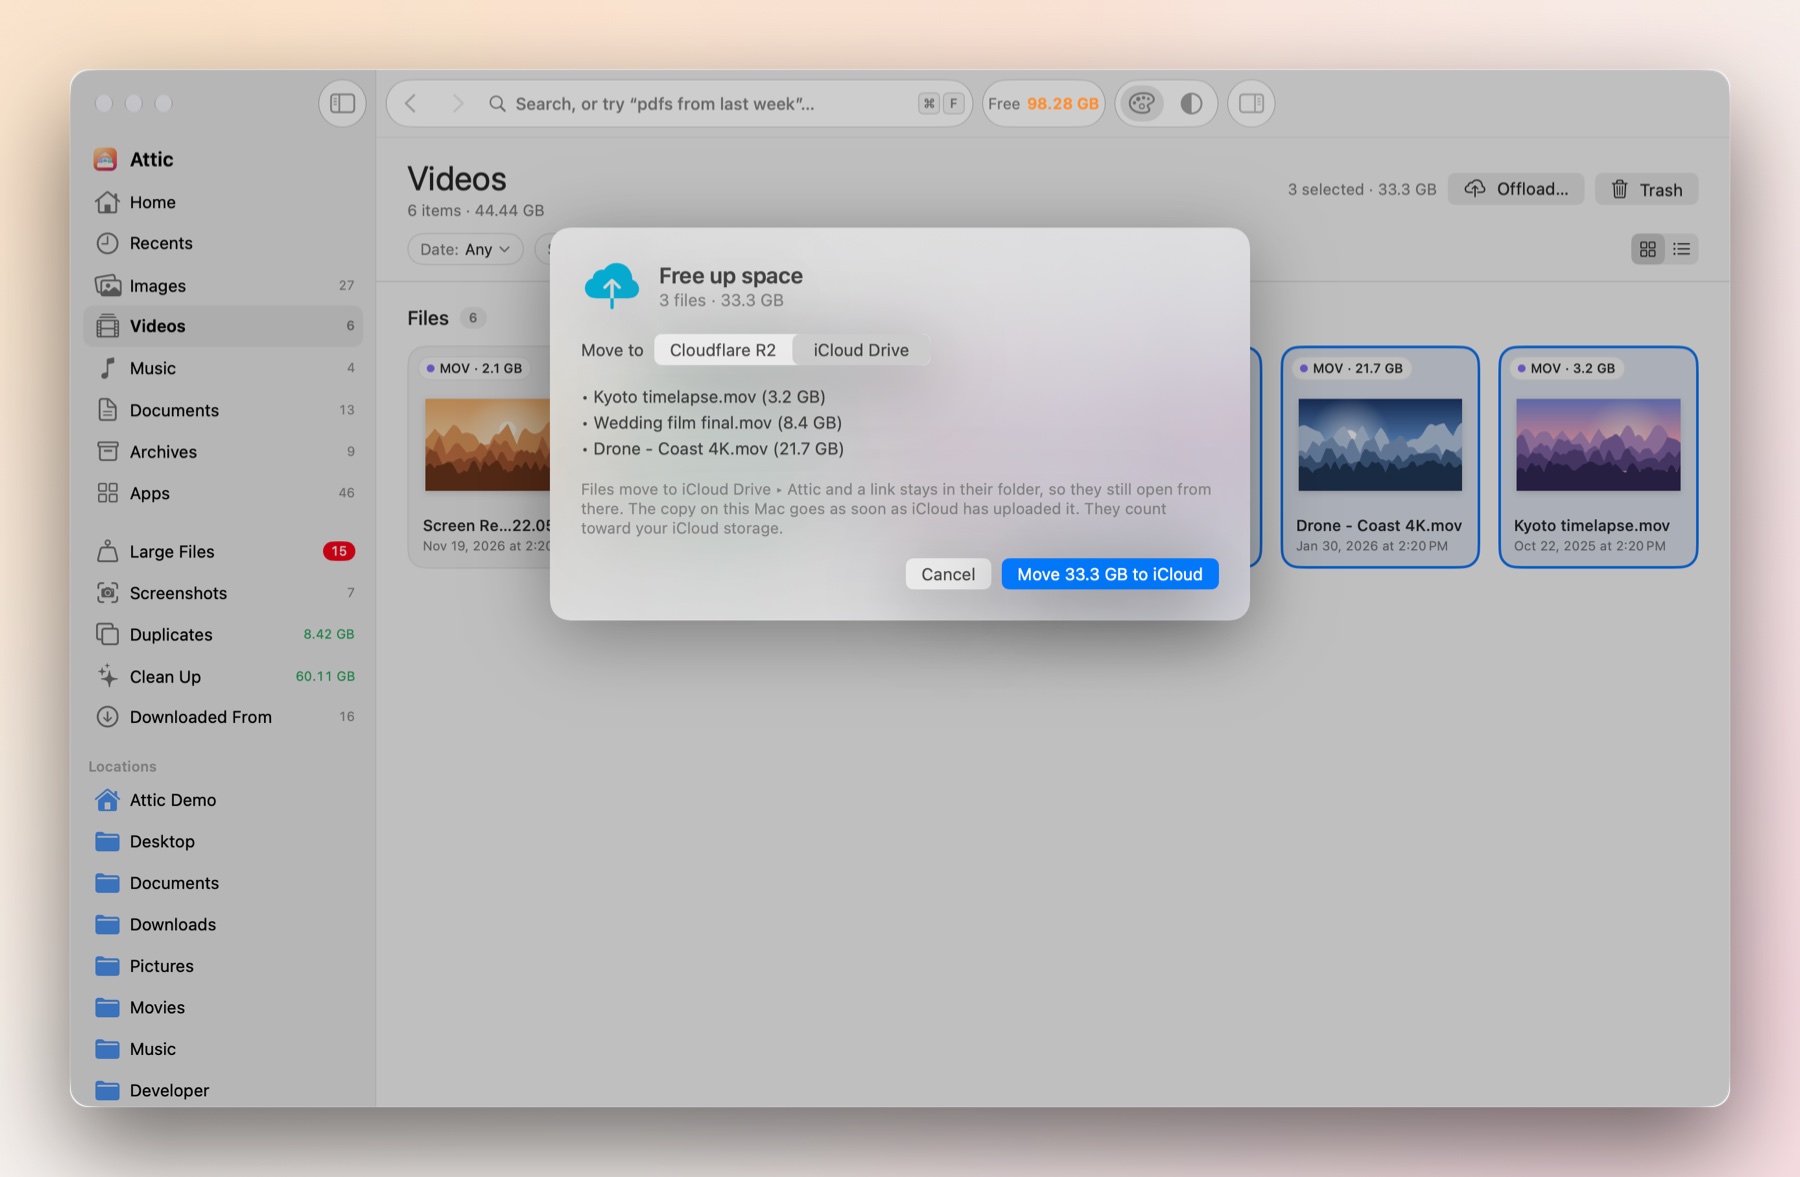 Search, or try “pdfs from last week”...
⌘ F
Free 98.28 GB
Attic
Home
Recents
Images 27
Videos 6
Music 4
Documents 13
Archives 9
Apps 46
Large Files 15
Screenshots 7
Duplicates 8.42 GB
Clean Up 60.11 GB
Downloaded From 16
Locations
Attic Demo
Desktop
Documents
Downloads
Pictures
Movies
Music
Developer
Videos
6 items · 44.44 GB
3 selected · 33.3 GB
Offload...
Trash
Date: Any
Files 6
MOV · 2.1 GB
Screen Re...22.05
Nov 19, 2026 at 2:20
Free up space
3 files · 33.3 GB
Move to Cloudflare R2 iCloud Drive
• Kyoto timelapse.mov (3.2 GB)
• Wedding film final.mov (8.4 GB)
• Drone - Coast 4K.mov (21.7 GB)
Files move to iCloud Drive ▸ Attic and a link stays in their folder, so they still open from
there. The copy on this Mac goes as soon as iCloud has uploaded it. They count
toward your iCloud storage.
Cancel
Move 33.3 GB to iCloud
MOV · 21.7 GB
Drone - Coast 4K.mov
Jan 30, 2026 at 2:20 PM
MOV · 3.2 GB
Kyoto timelapse.mov
Oct 22, 2025 at 2:20 PM